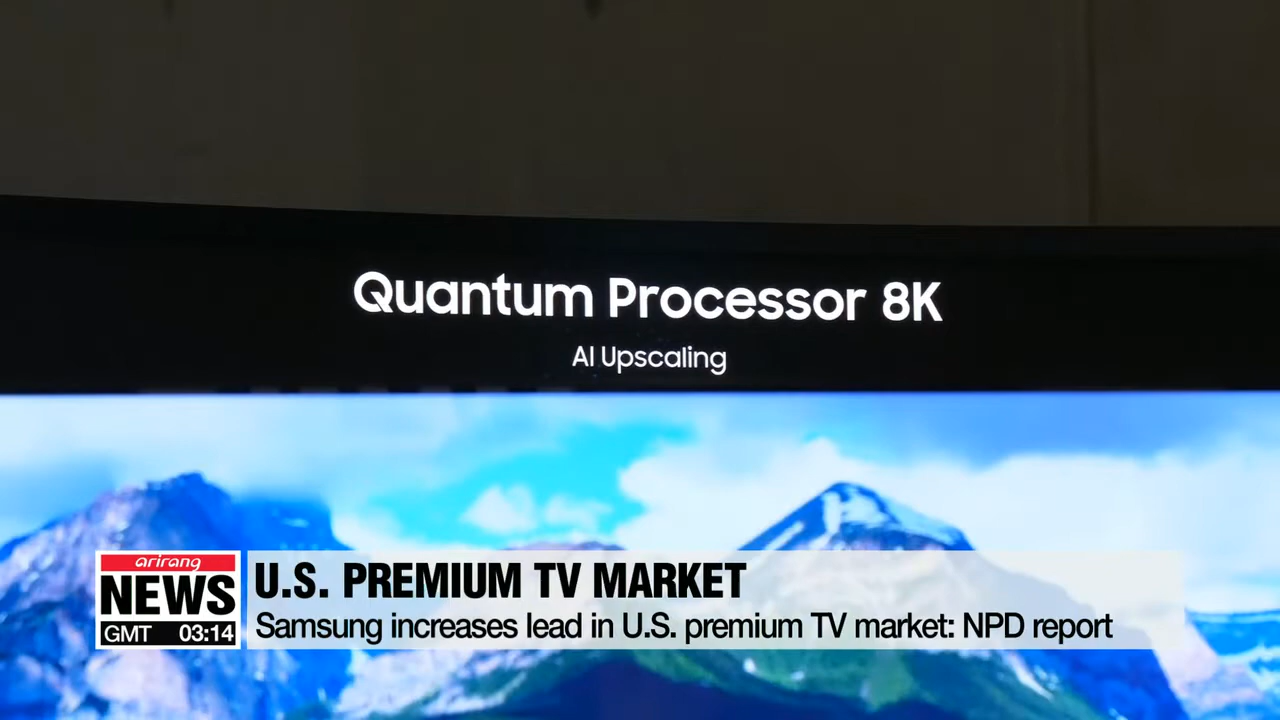 Quantum Processor 8K
AI Upscaling
arirang
NEWS
GMT 03:14
U.S. PREMIUM TV MARKET
Samsung increases lead in U.S. premium TV market: NPD report